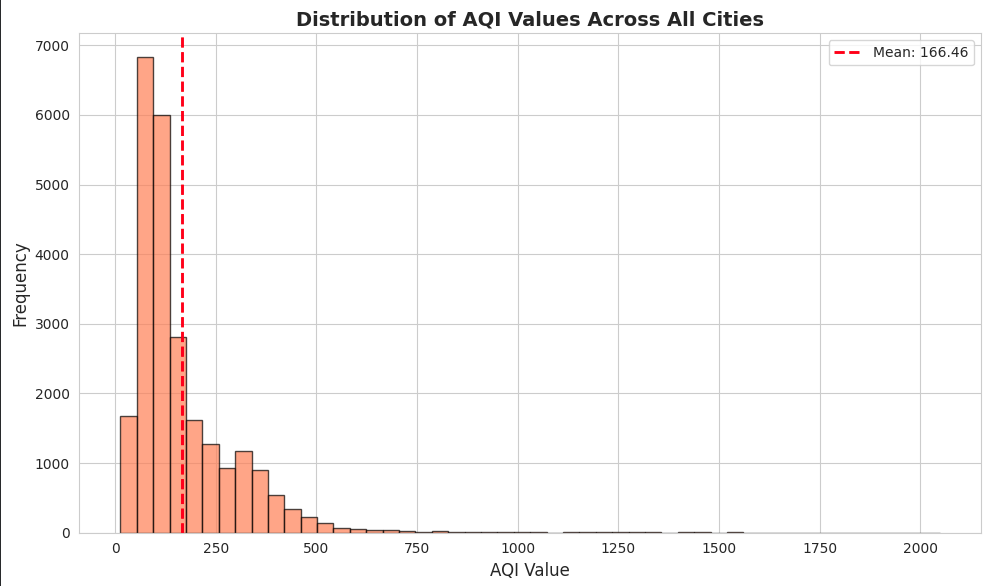 Distribution of AQI Values Across All Cities
Mean: 166.46
Frequency
7000
6000
5000
4000
3000
2000
1000
0
0 250 500 750 1000 1250 1500 1750 2000
AQI Value